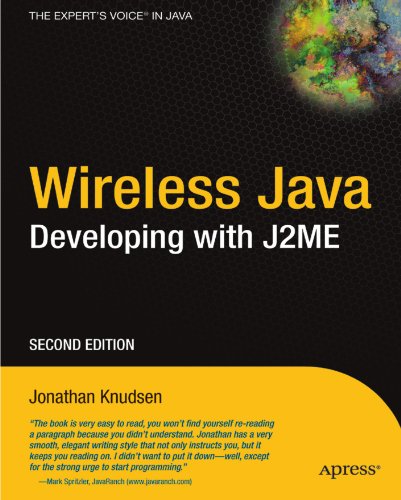 THE EXPERT'S VOICE® IN JAVA
Wireless Java
Developing with J2ME
SECOND EDITION
Jonathan Knudsen
"The book is very easy to read, you won't find yourself re-reading
a paragraph because you didn't understand. Jonathan has a very
smooth, elegant writing style that not only instructs you, but it
keeps you reading on. I didn't want to put it down—well, except
for the strong urge to start programming."
—Mark Spritzler, JavaRanch (www.javaranch.com)
Apress®